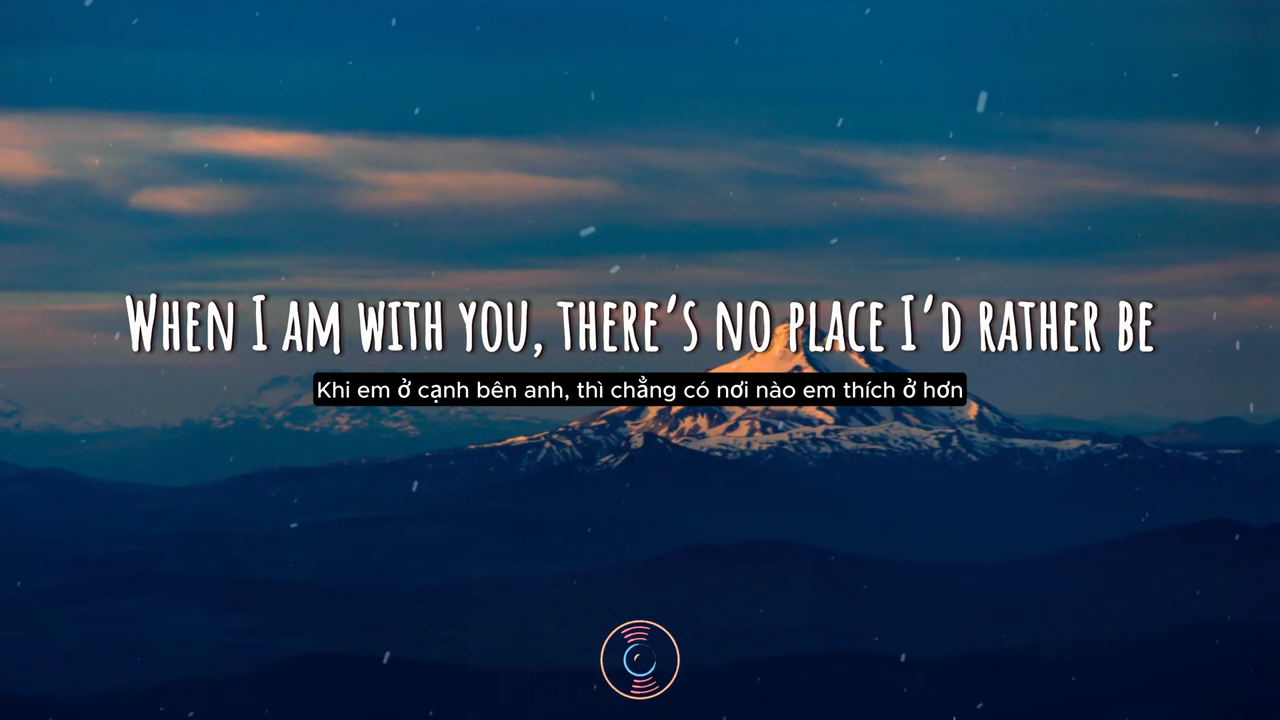 When I am with you, there's no place I'd rather be
Khi em ở cạnh bên anh, thì chẳng có nơi nào em thích ở hơn